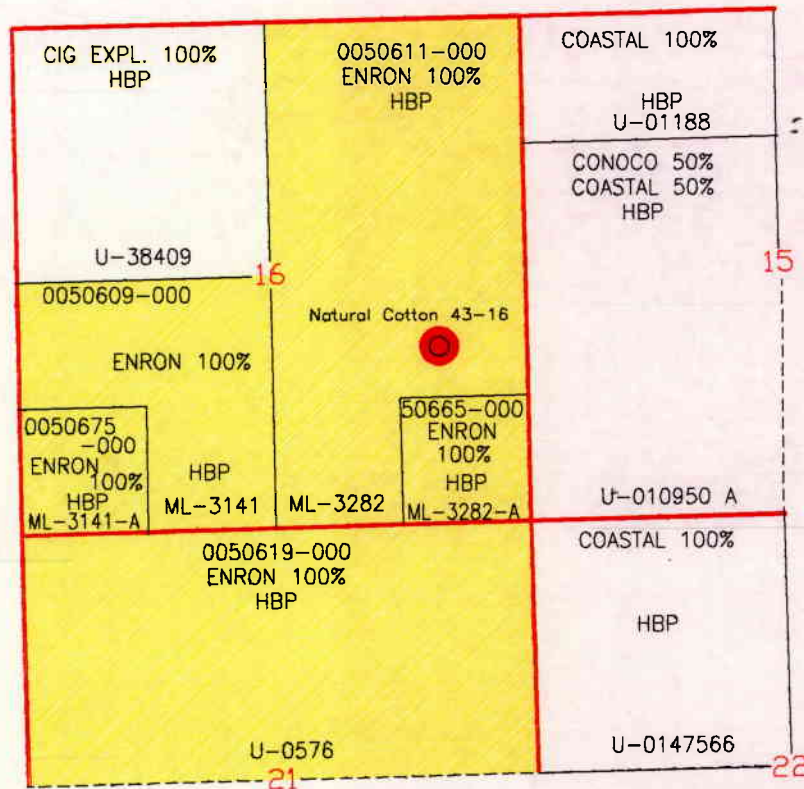 CIG EXPL. 100%
HBP
U-38409
0050611-000
ENRON 100%
HBP
COASTAL 100%
HBP
U-01188
CONOCO 50%
COASTAL 50%
HBP
16
15
0050609-000
ENRON 100%
Natural Cotton 43-16
0050675
-000
ENRON
100%
HBP
ML-3141-A
HBP
ML-3141
ML-3282
50665-000
ENRON
100%
HBP
ML-3282-A
U-010950 A
0050619-000
ENRON 100%
HBP
U-0576
21
COASTAL 100%
HBP
U-0147566
22